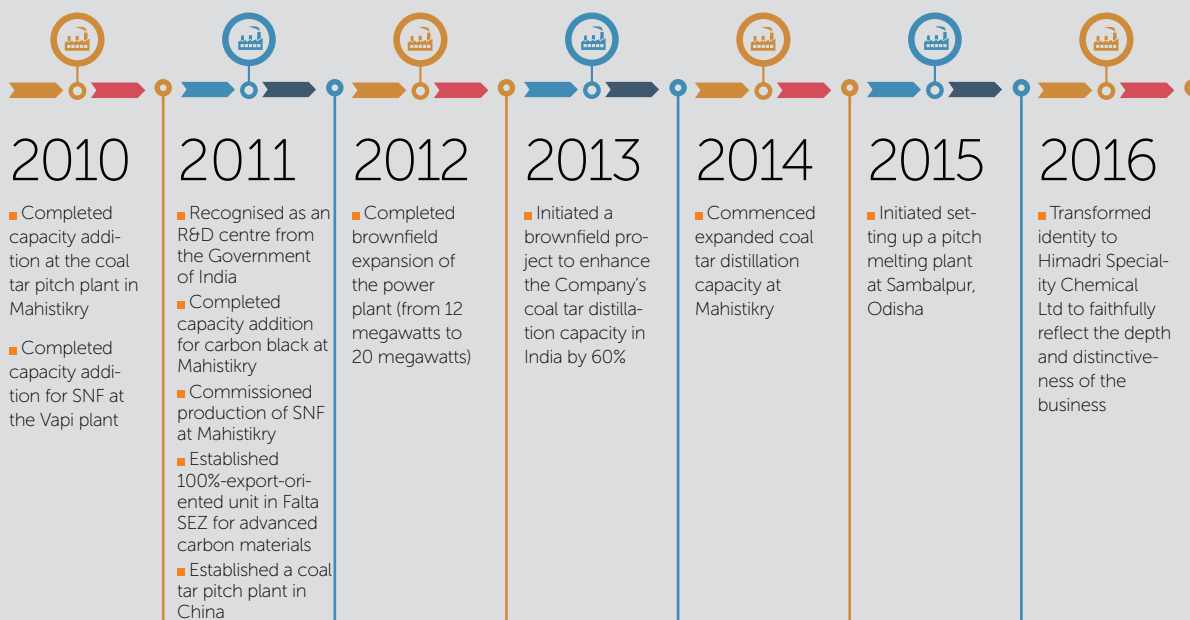 2010
Completed
capacity addi-
tion at the coal
tar pitch plant in
Mahistikry
Completed
capacity addi-
tion for SNF at
the Vapi plant
2011
Recognised as an
R&D centre from
the Government
of India
Completed
capacity addition
for carbon black at
Mahistikry
Commissioned
production of SNF
at Mahistikry
Established
100%-export-ori-
ented unit in Falta
SEZ for advanced
carbon materials
Established a coal
tar pitch plant in
China
2012
Completed
brownfield
expansion of
the power
plant (from 12
megawatts to
20 megawatts)
2013
Initiated a
brownfield pro-
ject to enhance
the Company's
coal tar distilla-
tion capacity in
India by 60%
2014
Commenced
expanded coal
tar distillation
capacity at
Mahistikry
2015
Initiated set-
ting up a pitch
melting plant
at Sambalpur,
Odisha
2016
Transformed
identity to
Himadri Special-
ity Chemical
Ltd to faithfully
reflect the depth
and distinctive-
ness of the
business